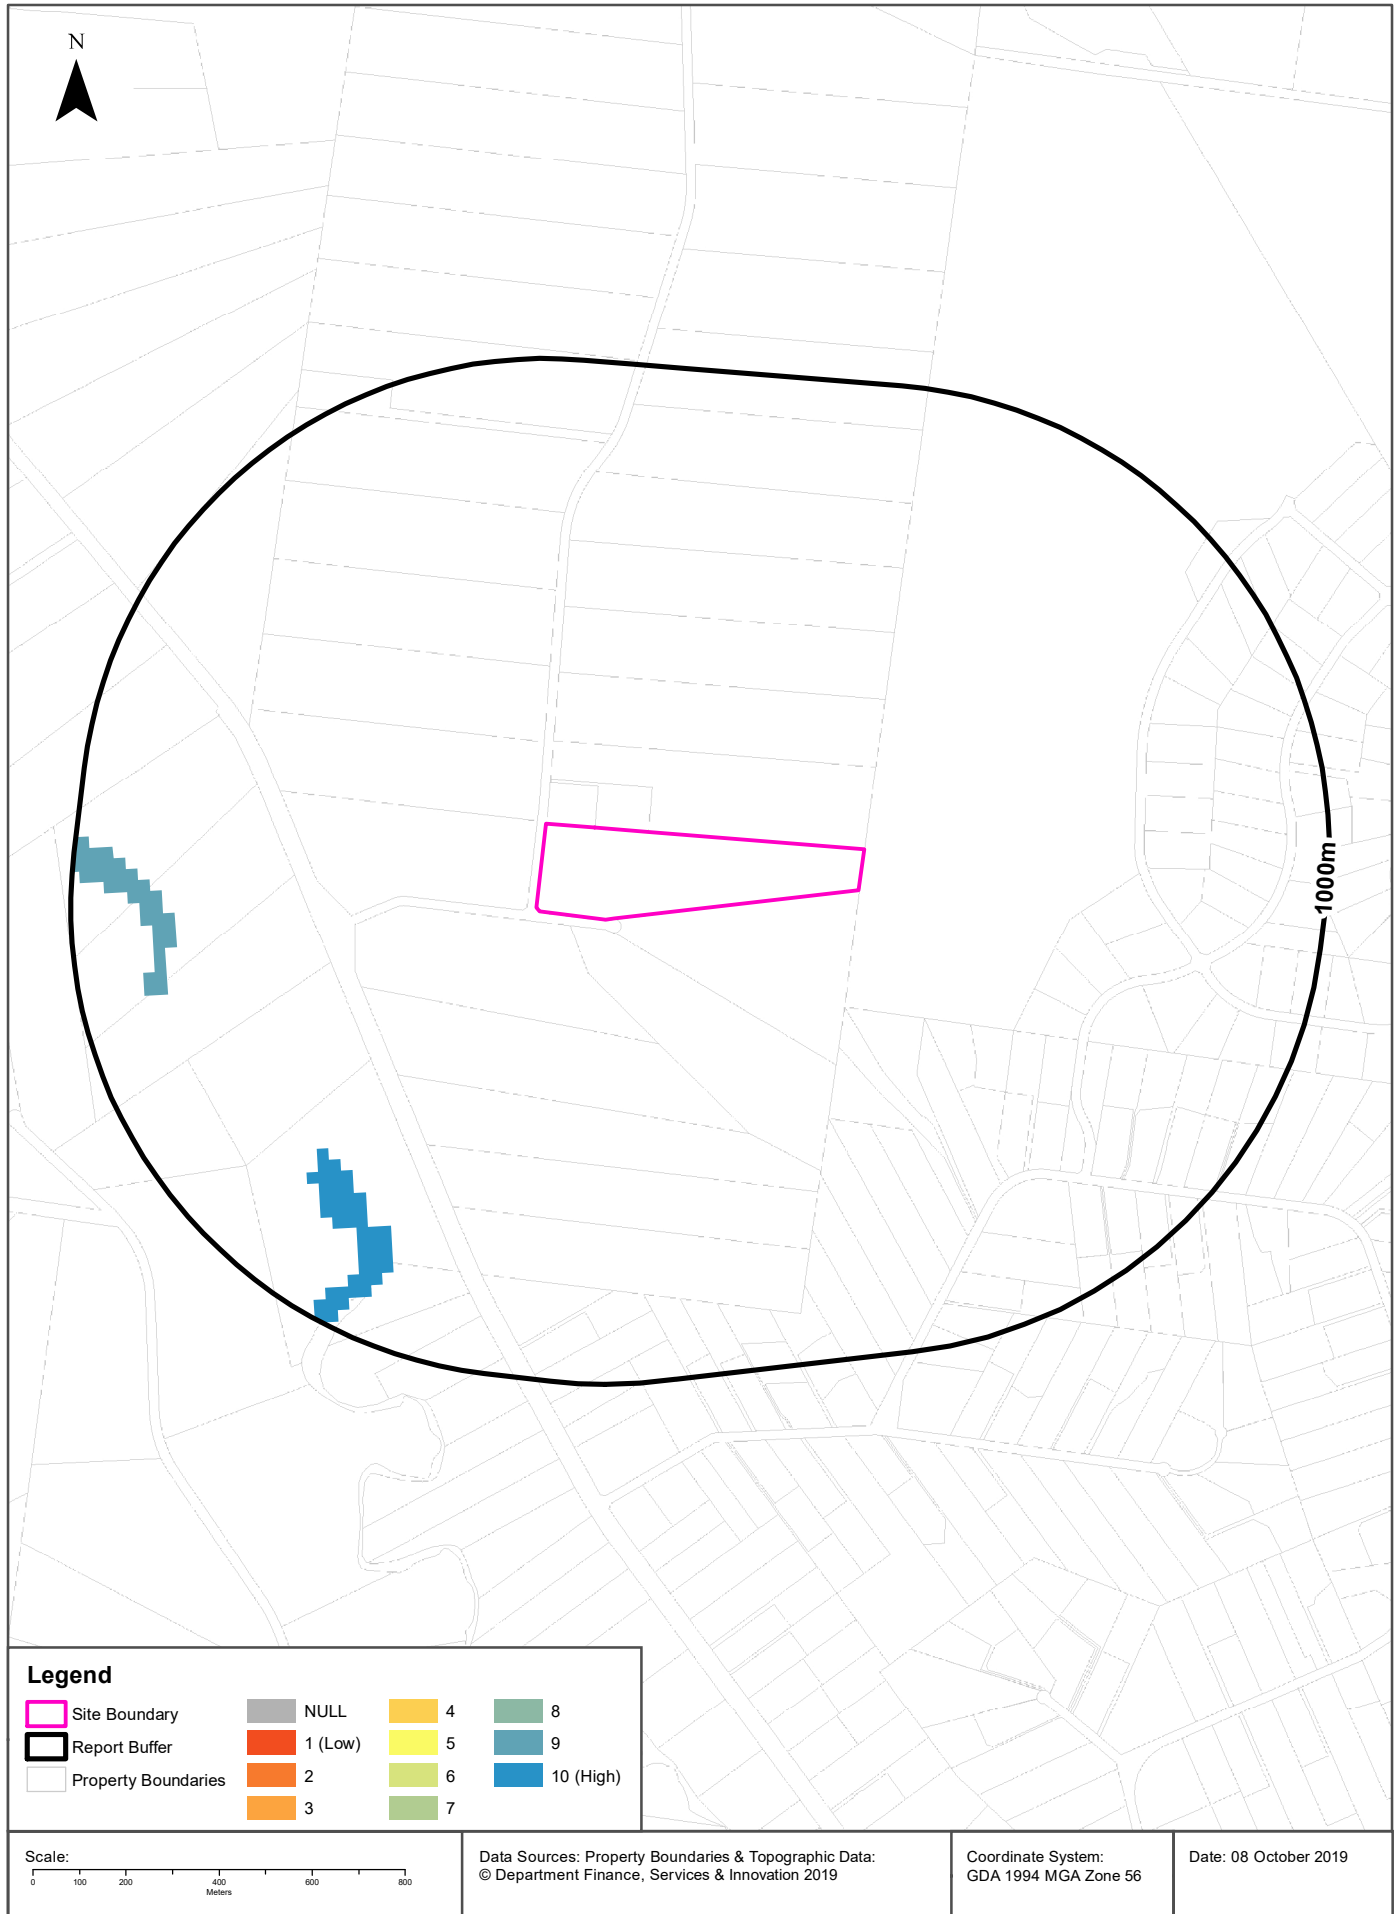 N
1000m
Legend
Site Boundary
Report Buffer
Property Boundaries
NULL
1 (Low)
2
3
4
5
6
7
8
9
10 (High)
Scale:
0 100 200 400 600 800
Meters
Data Sources: Property Boundaries & Topographic Data:
© Department Finance, Services & Innovation 2019
Coordinate System:
GDA 1994 MGA Zone 56
Date: 08 October 2019